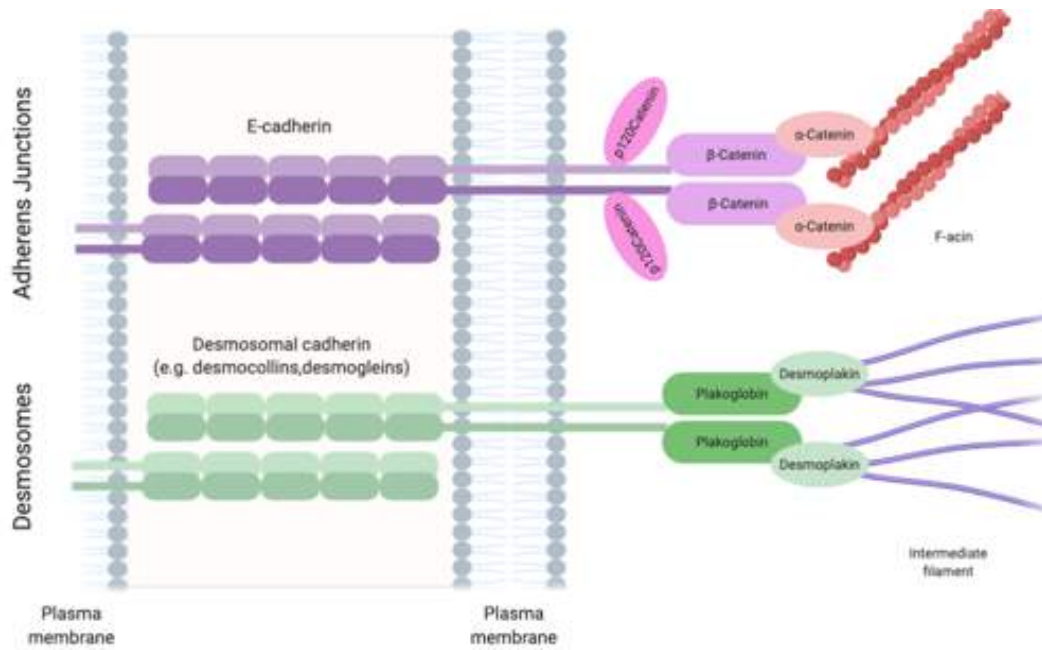 Adherens Junctions
E-cadherin
p120Catenin
β-Catenin
α-Catenin
β-Catenin
α-Catenin
p120Catenin
F-acin
Desmosomes
Desmosomal cadherin
(e.g. desmocollins,desmogleins)
Plakoglobin
Desmoplakin
Plakoglobin
Desmoplakin
Intermediate
filament
Plasma
membrane
Plasma
membrane